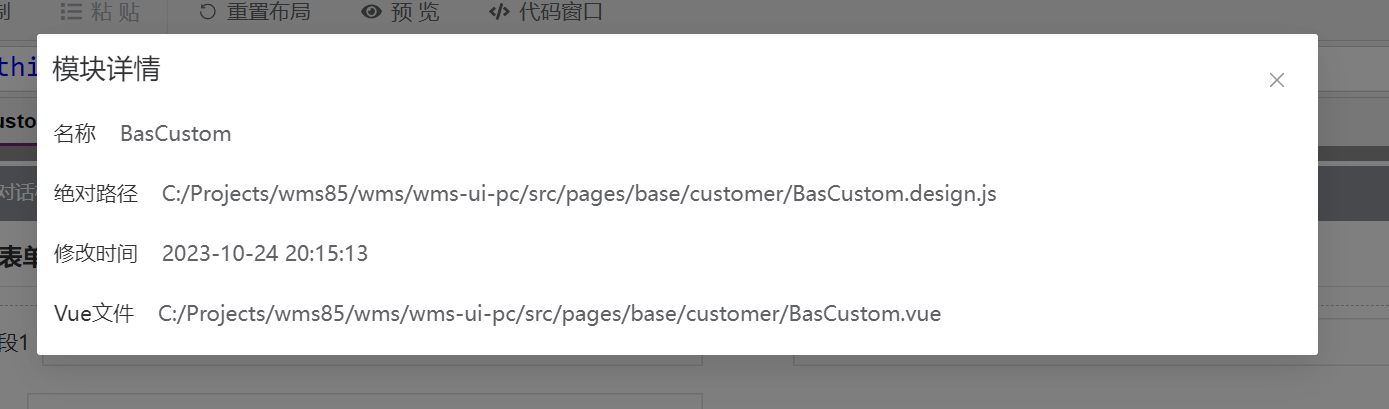 制 粘 贴 重置布局 预 览 代码窗口
thi
模块详情
usto
名称 BasCustom
对话
绝对路径 C:/Projects/wms85/wms/wms-ui-pc/src/pages/base/customer/BasCustom.design.js
表单
修改时间 2023-10-24 20:15:13
Vue文件 C:/Projects/wms85/wms/wms-ui-pc/src/pages/base/customer/BasCustom.vue
段1